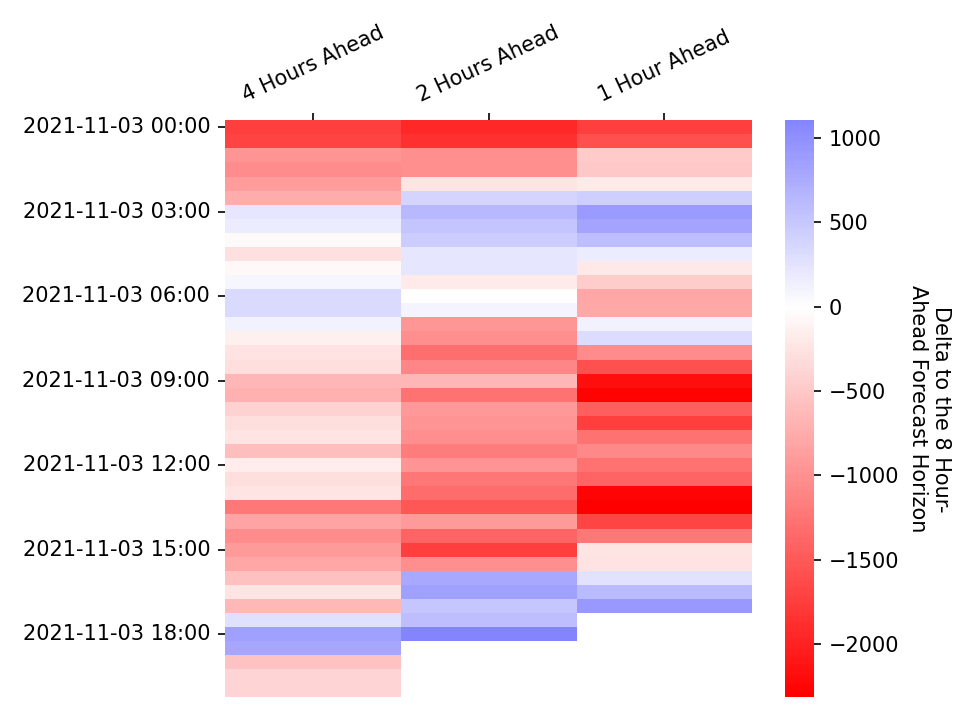 4 Hours Ahead
2 Hours Ahead
1 Hour Ahead
2021-11-03 00:00
2021-11-03 03:00
2021-11-03 06:00
2021-11-03 09:00
2021-11-03 12:00
2021-11-03 15:00
2021-11-03 18:00
1000
500
0
−500
−1000
−1500
−2000
Delta to the 8 Hour-
Ahead Forecast Horizon